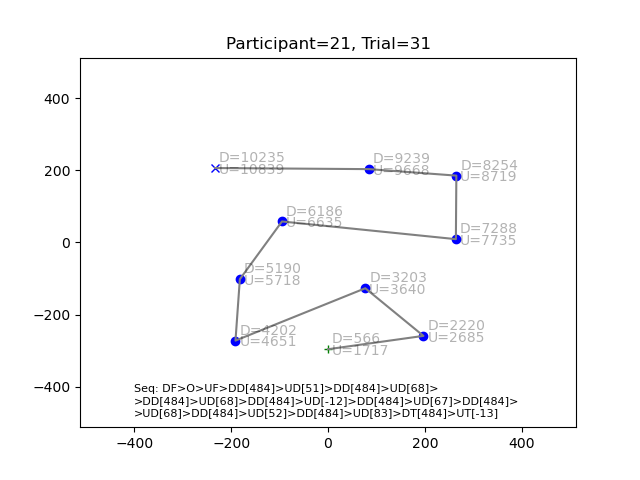 Participant=21, Trial=31
400
200
0
−200
−400
−400
−200
0
200
400
D=10235
U=10839
D=9239
U=9668
D=8254
U=8719
D=6186
U=6635
D=7288
U=7735
D=5190
U=5718
D=3203
U=3640
D=4202
U=4651
D=566
U=1717
D=2220
U=2685
Seq: DF>O>UF>DD[484]>UD[51]>DD[484]>UD[68]>
>DD[484]>UD[68]>DD[484]>UD[-12]>DD[484]>UD[67]>DD[484]>
>UD[68]>DD[484]>UD[52]>DD[484]>UD[83]>DT[484]>UT[-13]